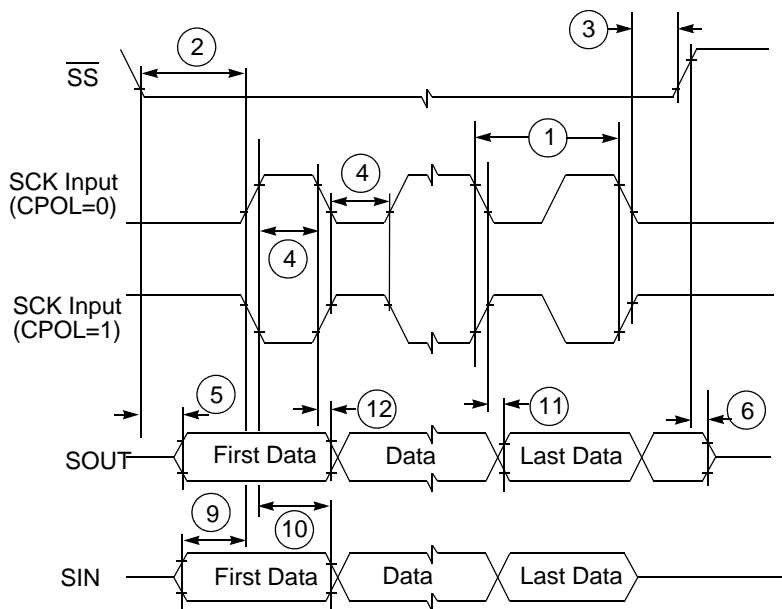 2
3
SS
1
SCK Input
(CPOL=0)
4
4
SCK Input
(CPOL=1)
5
12
11
6
SOUT
First Data
Data
Last Data
9
10
SIN
First Data
Data
Last Data